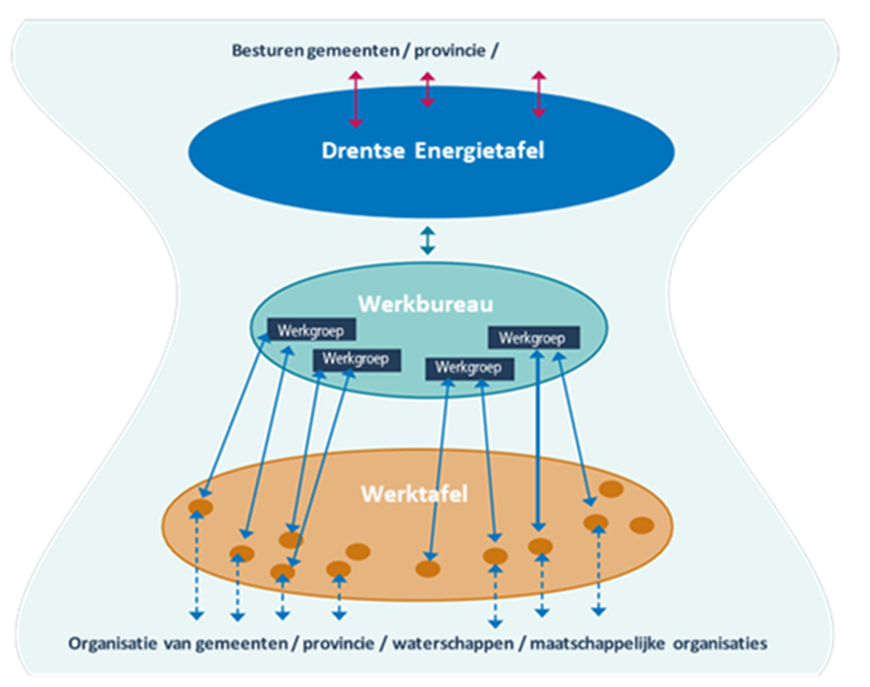 Besturen gemeenten / provincie /
Drentse Energietafel
Werkbureau
Werkgroep
Werkgroep
Werkgroep
Werkgroep
Werktafel
Organisatie van gemeenten / provincie / waterschappen / maatschappelijke organisaties